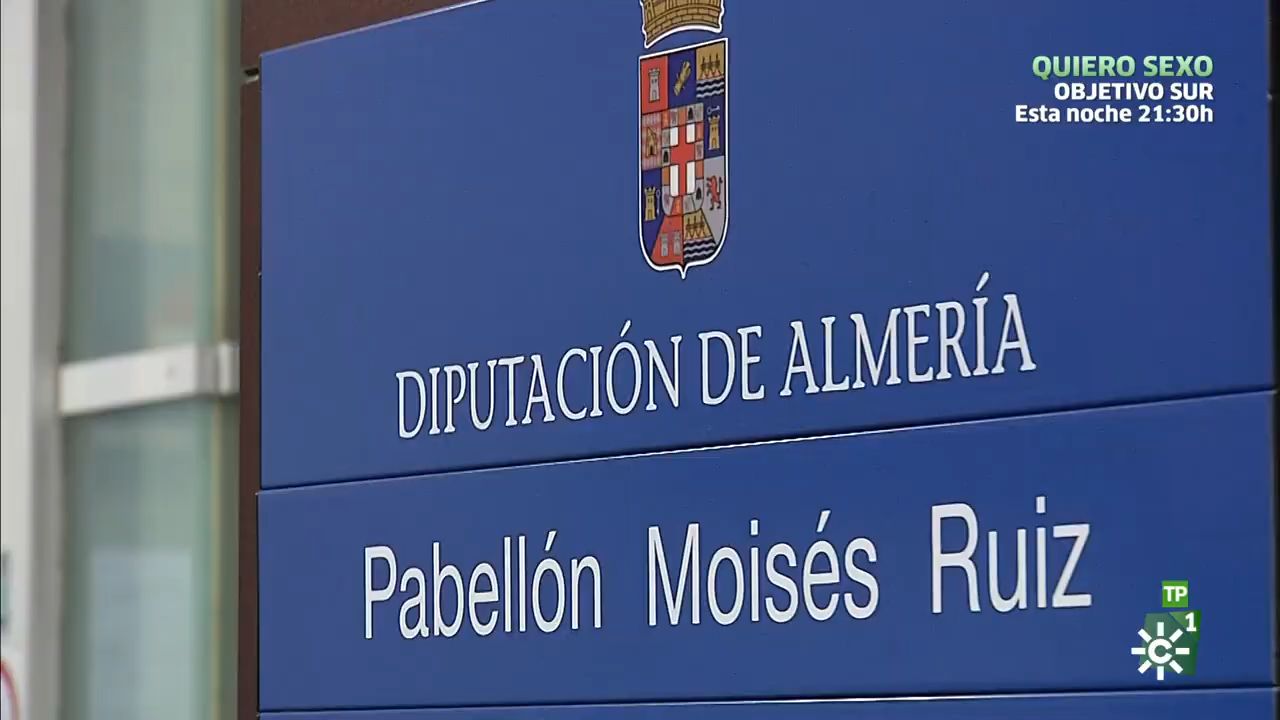 QUIERO SEXO
OBJETIVO SUR
Esta noche 21:30h
DIPUTACIÓN DE ALMERÍA
Pabellón Moisés Ruiz
TP
1
C